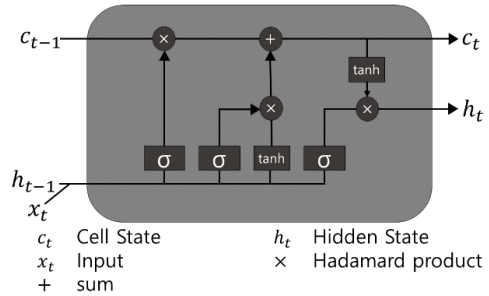 c_{t−1} × + c_t
tanh
× × h_t
σ σ tanh σ
h_{t−1}
x_t
c_t Cell State h_t Hidden State
x_t Input × Hadamard product
+ sum